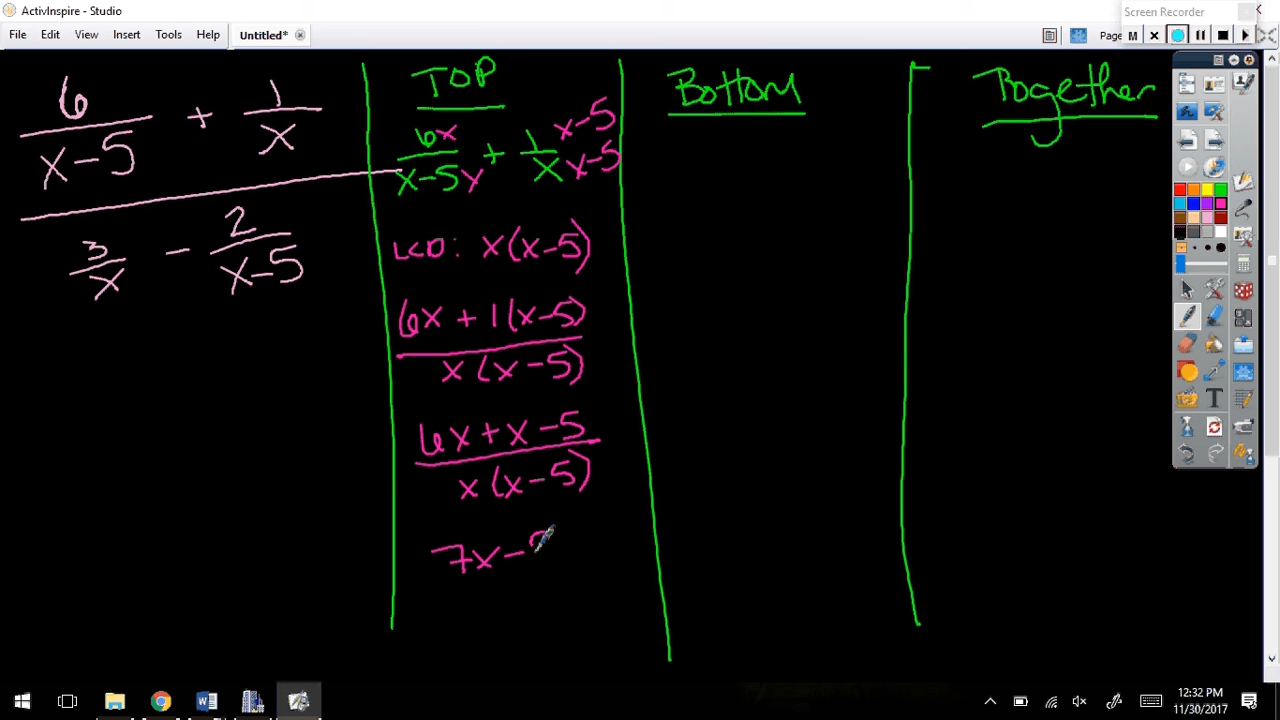 ActivInspire - Studio
Screen Recorder
File Edit View Insert Tools Help Untitled* Page M
6/(x-5) + 1/x
3/x - 2/(x-5)
TOP
6x/(x-5)x + 1/x x-5/x-5
LCD: x(x-5)
6x + 1(x-5)
x(x-5)
6x+x-5
x(x-5)
7x-
Bottom
Together
T
12:32 PM
11/30/2017